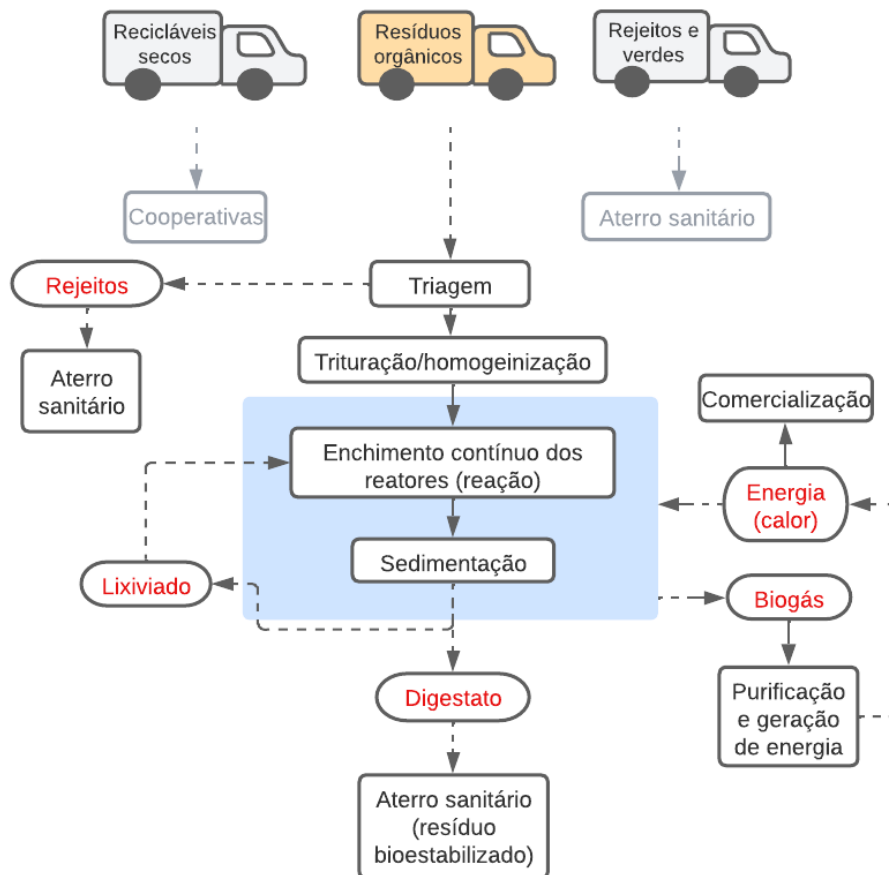 Recicláveis
secos
Resíduos
orgânicos
Rejeitos e
verdes
Cooperativas
Aterro sanitário
Rejeitos
Triagem
Aterro
sanitário
Trituração/homogeinização
Comercialização
Enchimento contínuo dos
reatores (reação)
Energia
(calor)
Sedimentação
Lixiviado
Biogás
Digestato
Purificação
e geração
de energia
Aterro sanitário
(resíduo
bioestabilizado)